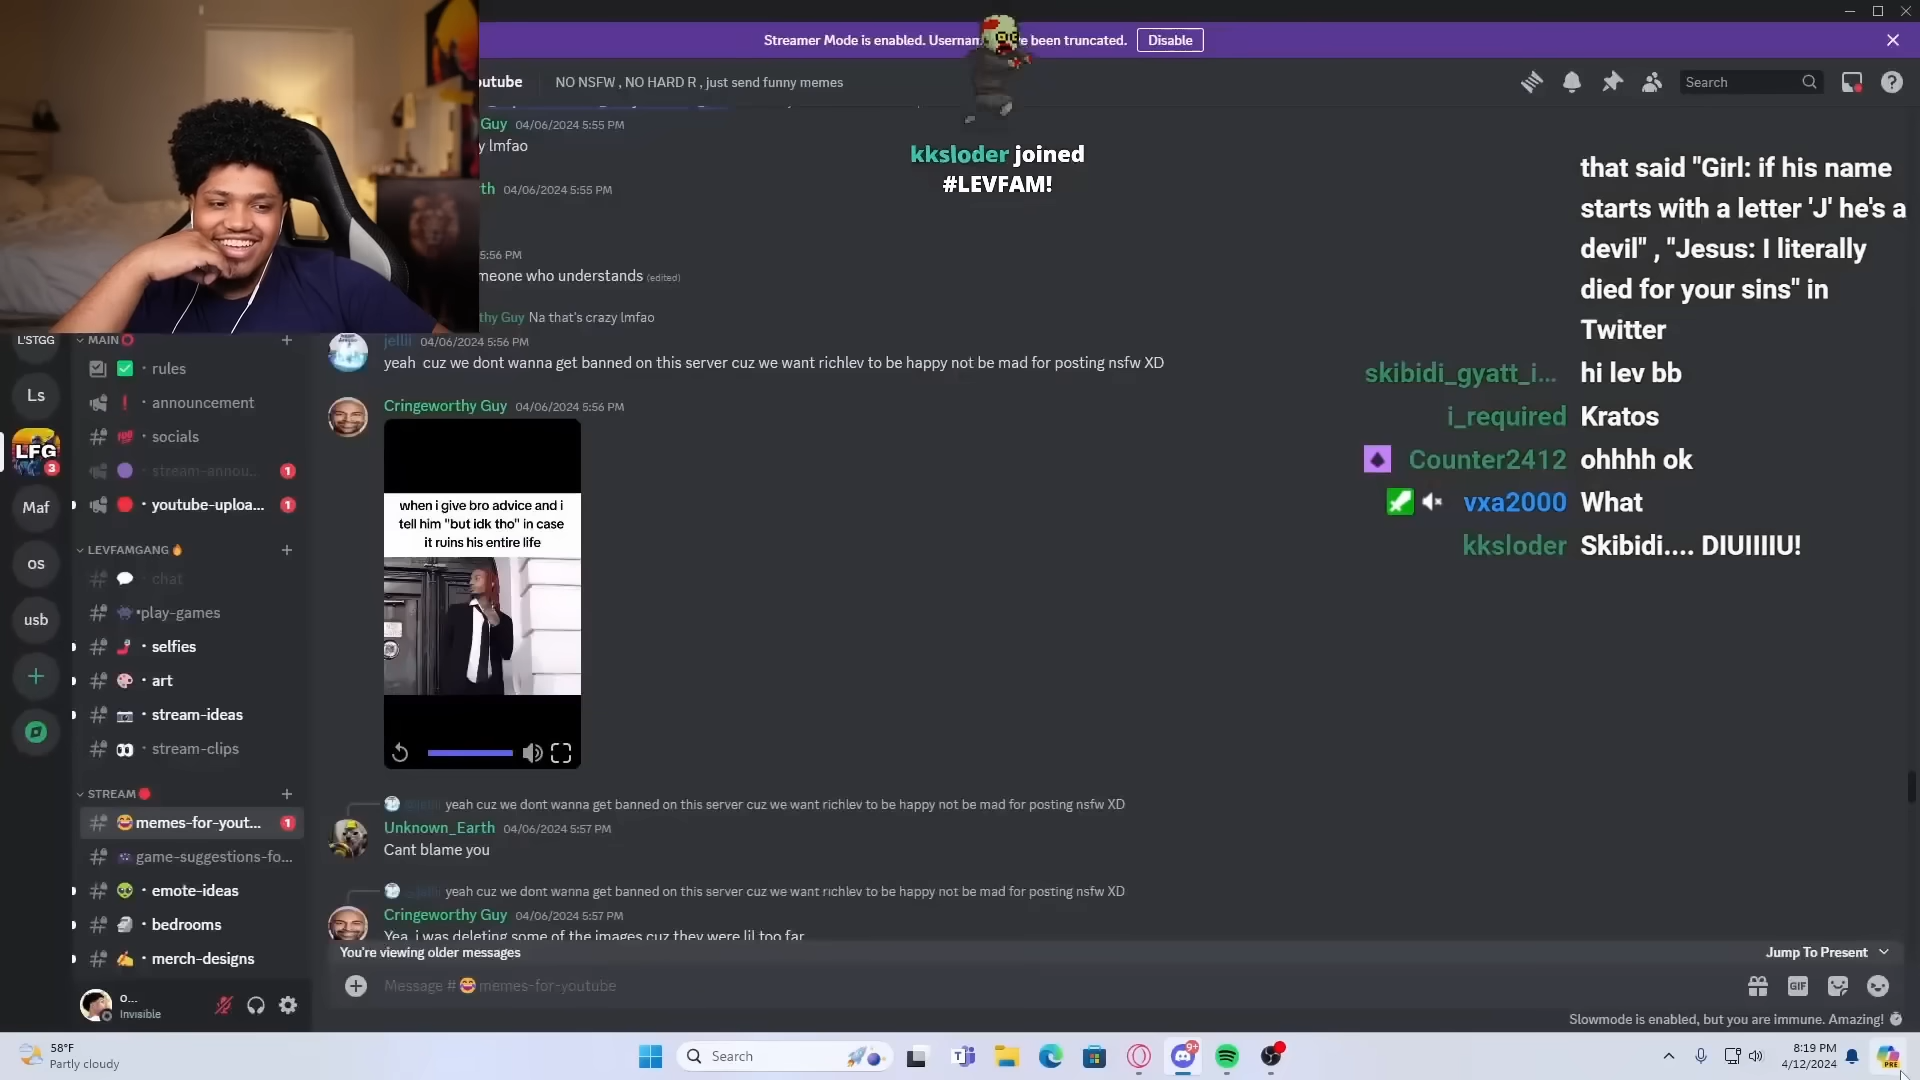 Streamer Mode is enabled. Usernam
e been truncated.
Disable
outube
NO NSFW , NO HARD R , just send funny memes
Search
Guy 04/06/2024 5:55 PM
y lmfao
th 04/06/2024 5:55 PM
5:56 PM
meone who understands (edited)
thy Guy Na that's crazy lmfao
jellii 04/06/2024 5:56 PM
yeah cuz we dont wanna get banned on this server cuz we want richlev to be happy not be mad for posting nsfw XD
Cringeworthy Guy 04/06/2024 5:56 PM
when i give bro advice and i
tell him "but idk tho" in case
it ruins his entire life
yeah cuz we dont wanna get banned on this server cuz we want richlev to be happy not be mad for posting nsfw XD
Unknown_Earth 04/06/2024 5:57 PM
Cant blame you
yeah cuz we dont wanna get banned on this server cuz we want richlev to be happy not be mad for posting nsfw XD
Cringeworthy Guy 04/06/2024 5:57 PM
Yea, i was deleting some of the images cuz they were lil too far
You're viewing older messages
Jump To Present
Message # memes-for-youtube
Slowmode is enabled, but you are immune. Amazing!
kksloder joined
#LEVFAM!
that said "Girl: if his name
starts with a letter 'J' he's a
devil" , "Jesus: I literally
died for your sins" in
Twitter
skibidi_gyatt_i... hi lev bb
i_required Kratos
Counter2412 ohhhh ok
vxa2000 What
kksloder Skibidi.... DIUIIIIU!
L'STGG
Ls
LFG
3
Maf
os
usb
MAIN
rules
announcement
socials
stream-annou... 1
youtube-uploa... 1
LEVFAMGANG
chat
play-games
selfies
art
stream-ideas
stream-clips
STREAM
memes-for-yout... 1
game-suggestions-fo...
emote-ideas
bedrooms
merch-designs
o...
Invisible
GIF
58°F
Partly cloudy
Search
9+
8:19 PM
4/12/2024
PRE